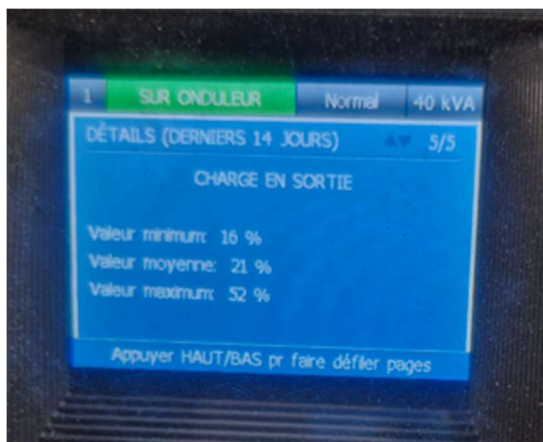 1 SUR ONDULEUR Normal 40 kVA
DÉTAILS (DERNIERS 14 JOURS) 5/5
CHARGE EN SORTIE
Valeur minimum: 16 %
Valeur moyenne: 21 %
Valeur maximum: 52 %
Appuyer HAUT/BAS pr faire défiler pages